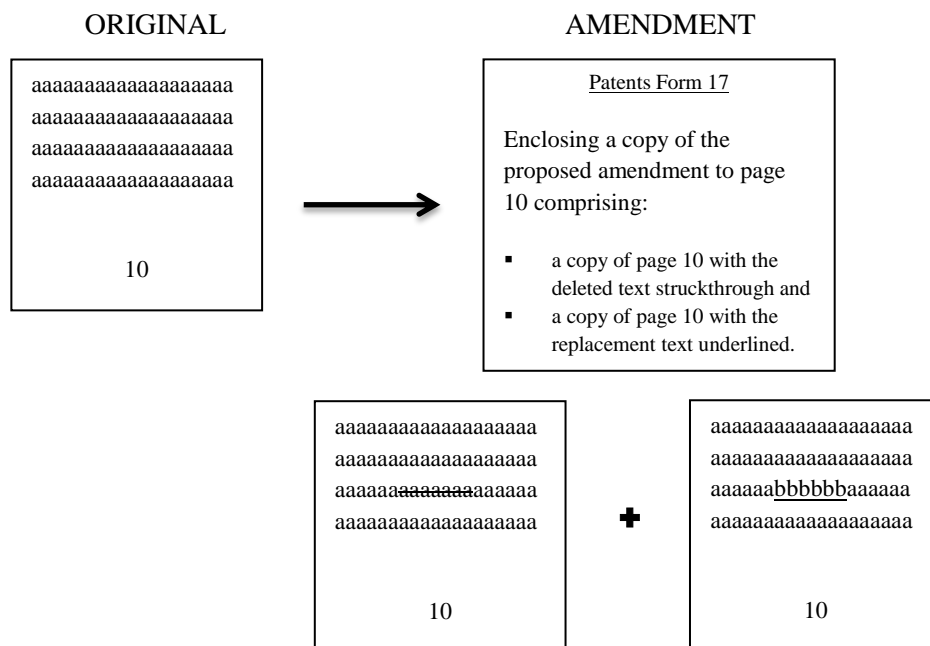 ORIGINAL
AMENDMENT
aaaaaaaaaaaaaaaaaaa
aaaaaaaaaaaaaaaaaaa
aaaaaaaaaaaaaaaaaaa
aaaaaaaaaaaaaaaaaaa
10
Patents Form 17
Enclosing a copy of the
proposed amendment to page
10 comprising:
▪ a copy of page 10 with the
deleted text struckthrough and
▪ a copy of page 10 with the
replacement text underlined.
aaaaaaaaaaaaaaaaaaa
aaaaaaaaaaaaaaaaaaa
aaaaaaaaaaaaaaaaaaa
aaaaaaaaaaaaaaaaaaa
10
aaaaaaaaaaaaaaaaaaa
aaaaaaaaaaaaaaaaaaa
aaaaaabbbbbbaaaaaa
aaaaaaaaaaaaaaaaaaa
10